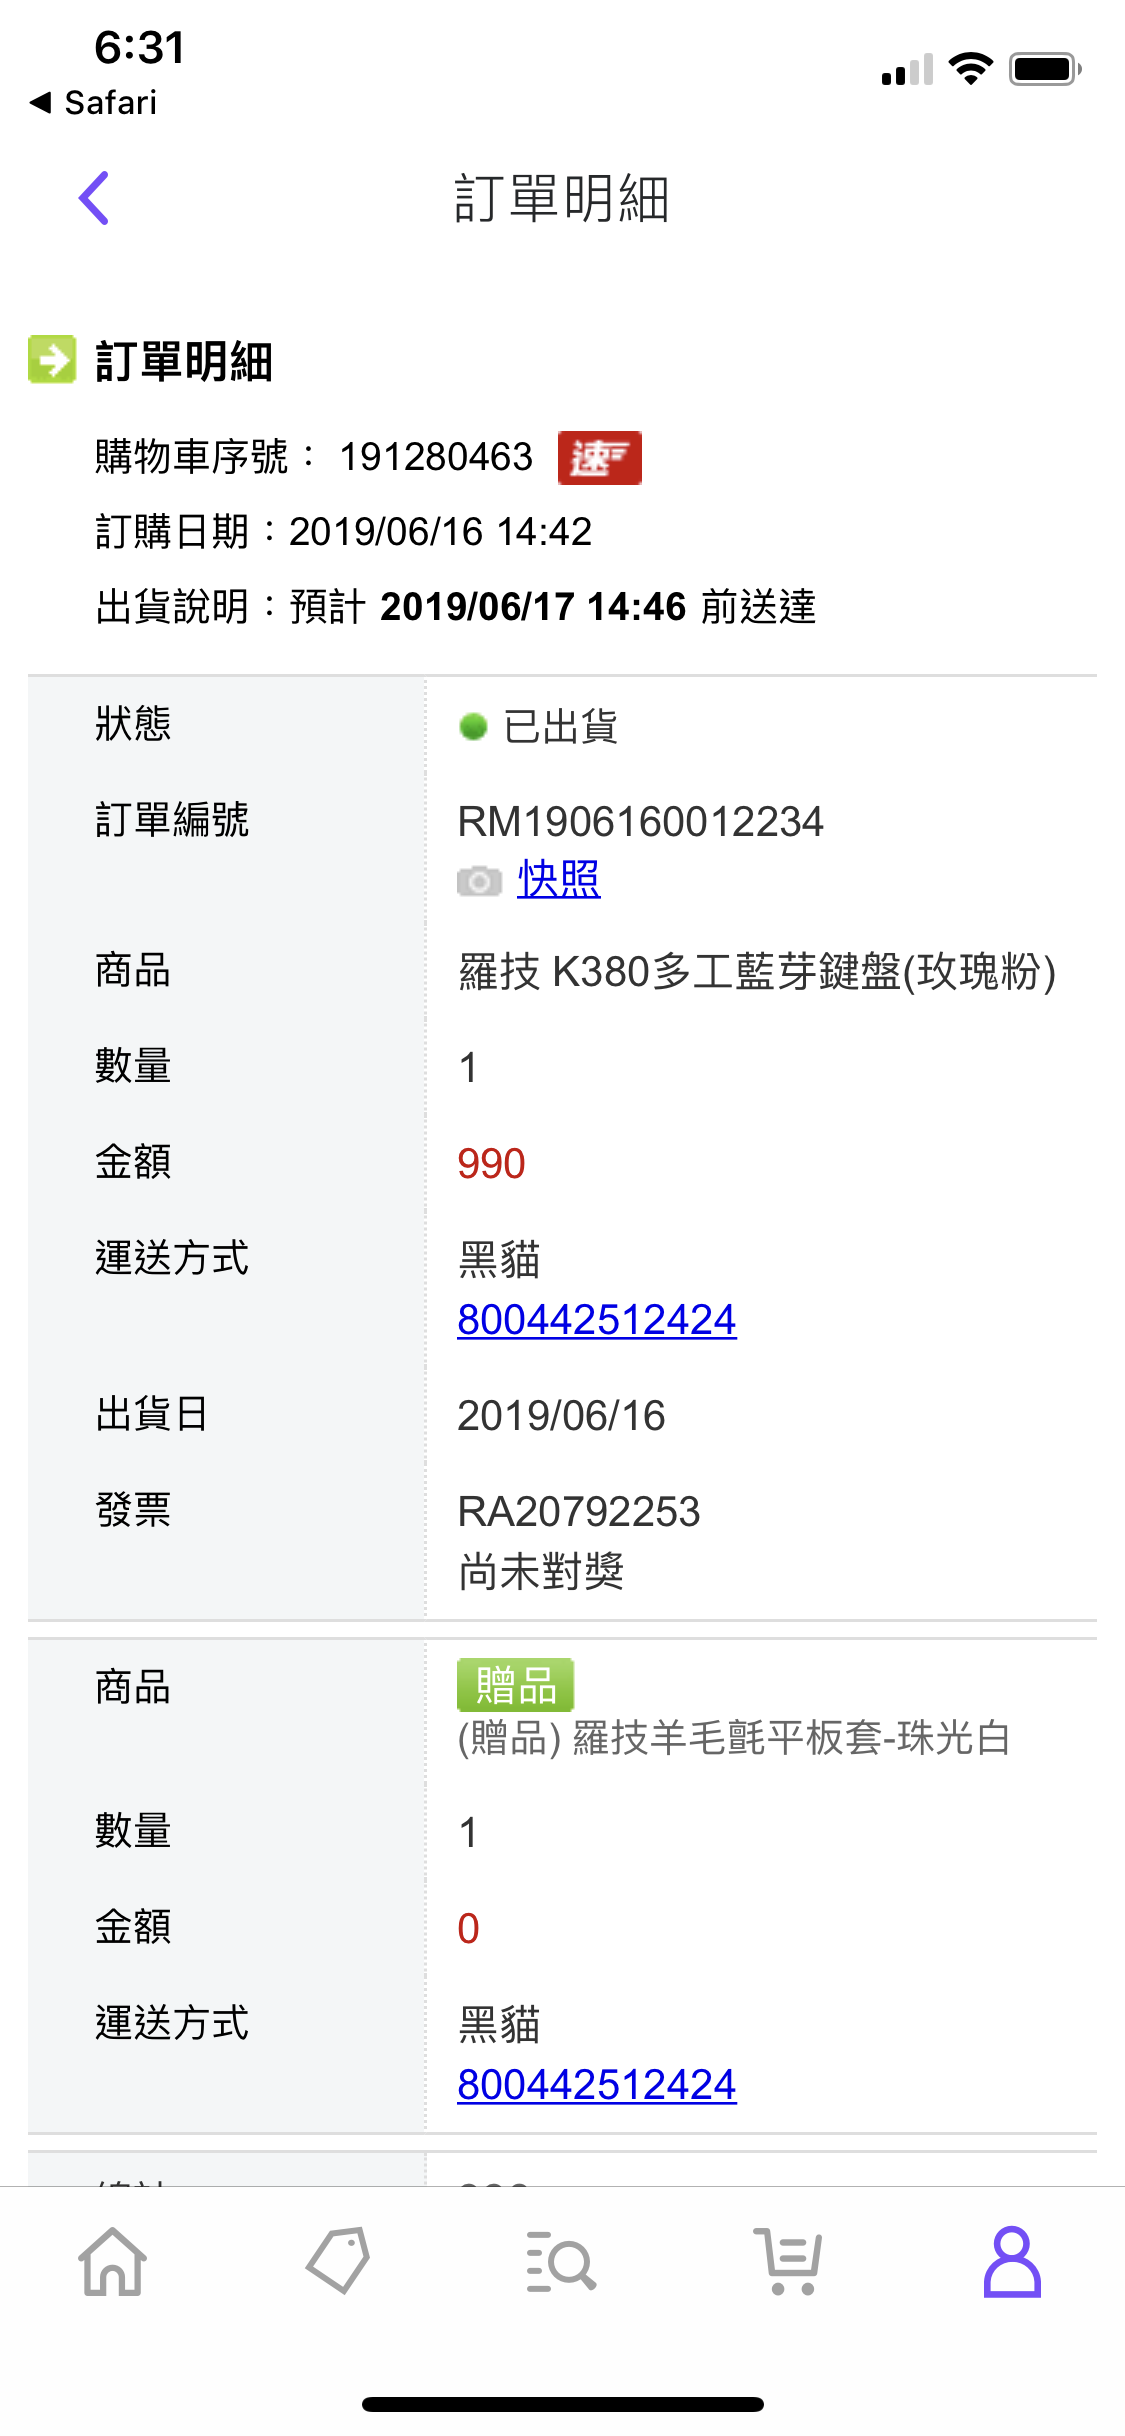 6:31
◀ Safari
訂單明細
訂單明細
購物車序號： 191280463 速
訂購日期：2019/06/16 14:42
出貨說明：預計 2019/06/17 14:46 前送達
狀態 已出貨
訂單編號 RM1906160012234
快照
商品 羅技 K380多工藍芽鍵盤(玫瑰粉)
數量 1
金額 990
運送方式 黑貓
800442512424
出貨日 2019/06/16
發票 RA20792253
尚未對獎
商品 贈品
(贈品) 羅技羊毛氈平板套-珠光白
數量 1
金額 0
運送方式 黑貓
800442512424